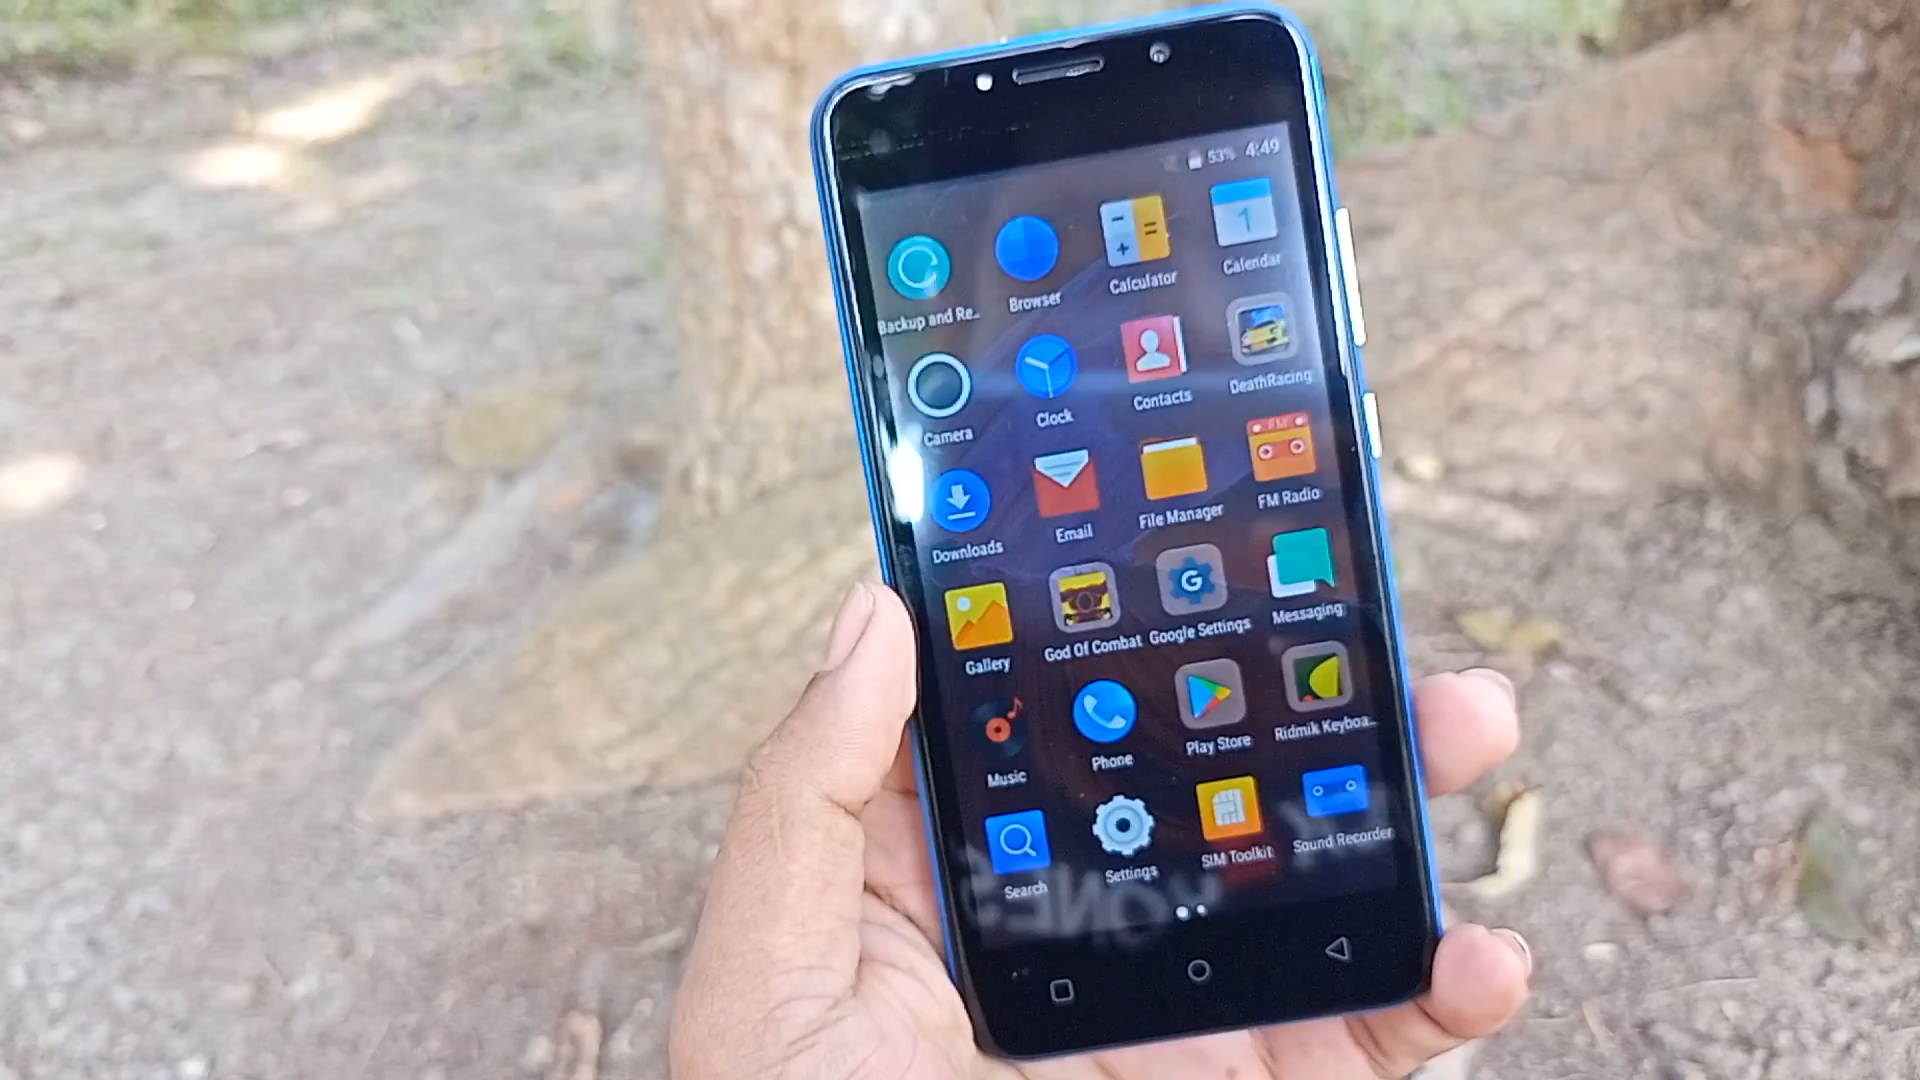 53% 4:49
Backup and Re... Browser Calculator Calendar
1
Camera Clock Contacts DeathRacing
FM
Downloads Email File Manager FM Radio
G
Gallery God Of Combat Google Settings Messaging
Music Phone Play Store Ridmik Keyboa...
Search Settings SIM Toolkit Sound Recorder